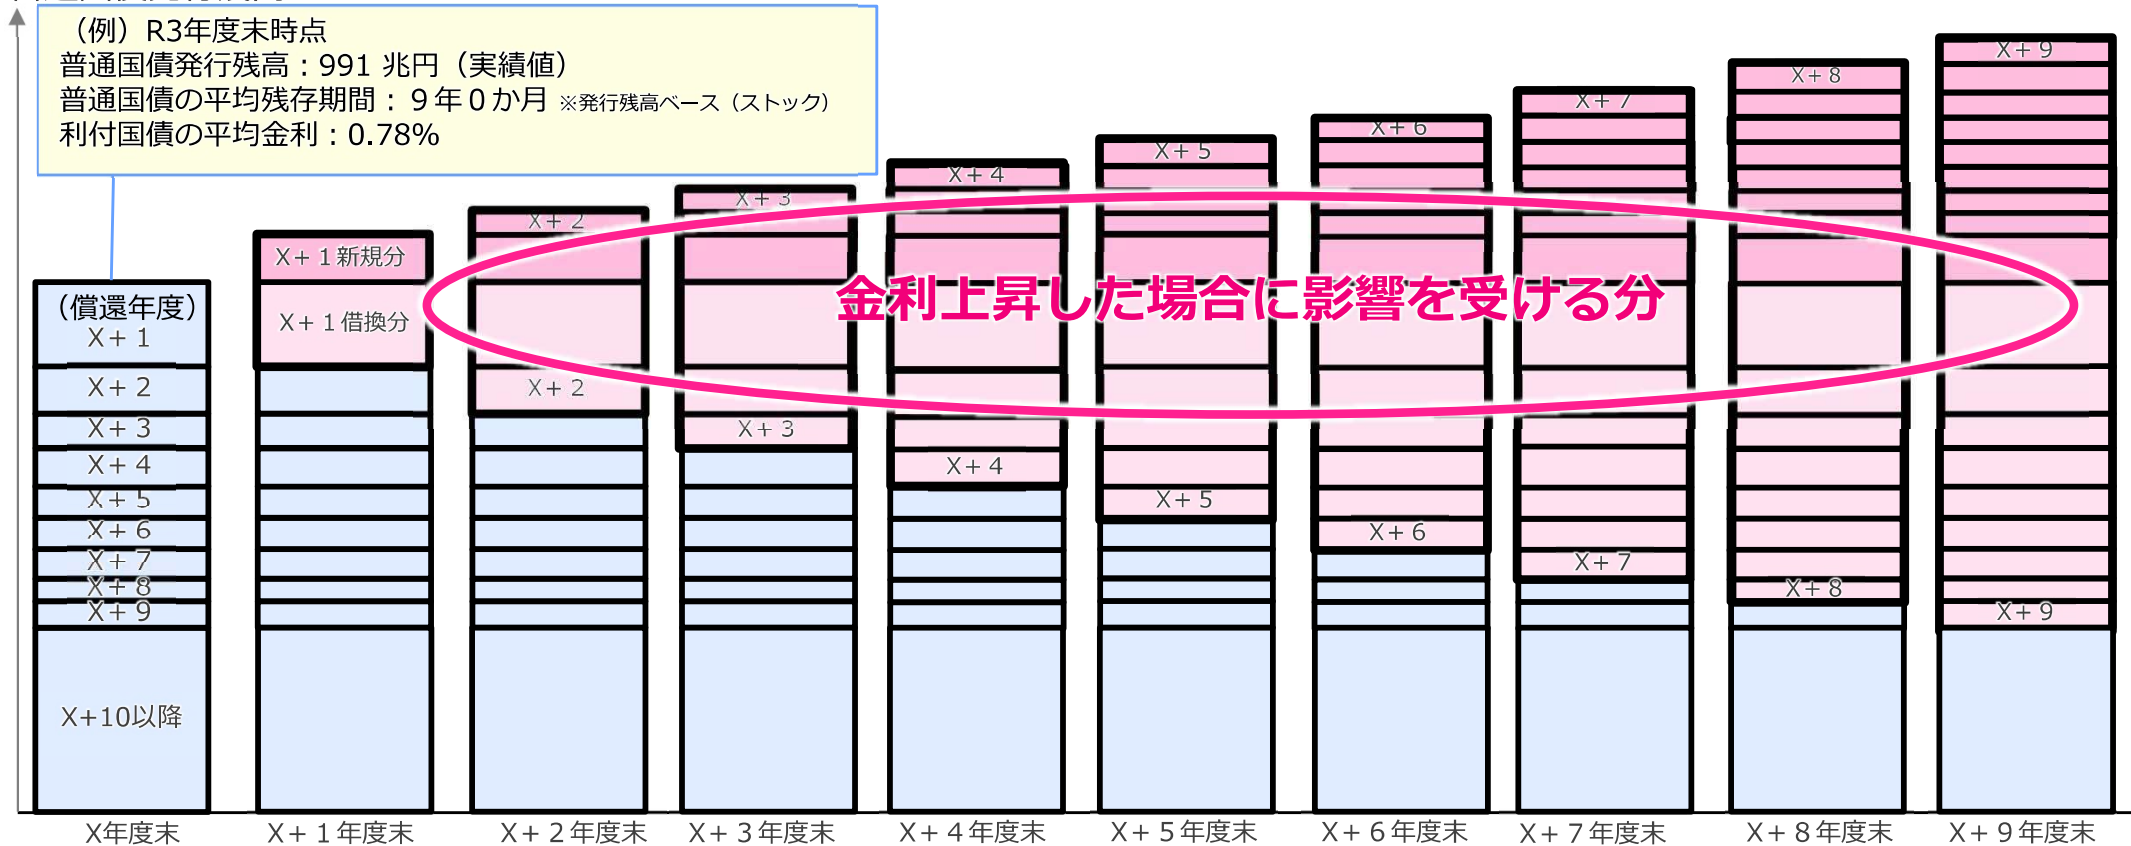 （例）R3年度末時点
普通国債発行残高：991 兆円（実績値）
普通国債の平均残存期間：９年０か月 ※発行残高ベース（ストック）
利付国債の平均金利：0.78%
X＋９
X＋８
X＋７
X＋６
X＋５
X＋４
X＋３
X＋２
X＋１新規分
金利上昇した場合に影響を受ける分
（償還年度）
X＋１
X＋１借換分
X＋２
X＋２
X＋３
X＋３
X＋４
X＋４
X＋５
X＋５
X＋６
X＋６
X＋７
X＋７
X＋８
X＋８
X＋９
X＋９
X+10以降
X年度末
X＋１年度末
X＋２年度末
X＋３年度末
X＋４年度末
X＋５年度末
X＋６年度末
X＋７年度末
X＋８年度末
X＋９年度末